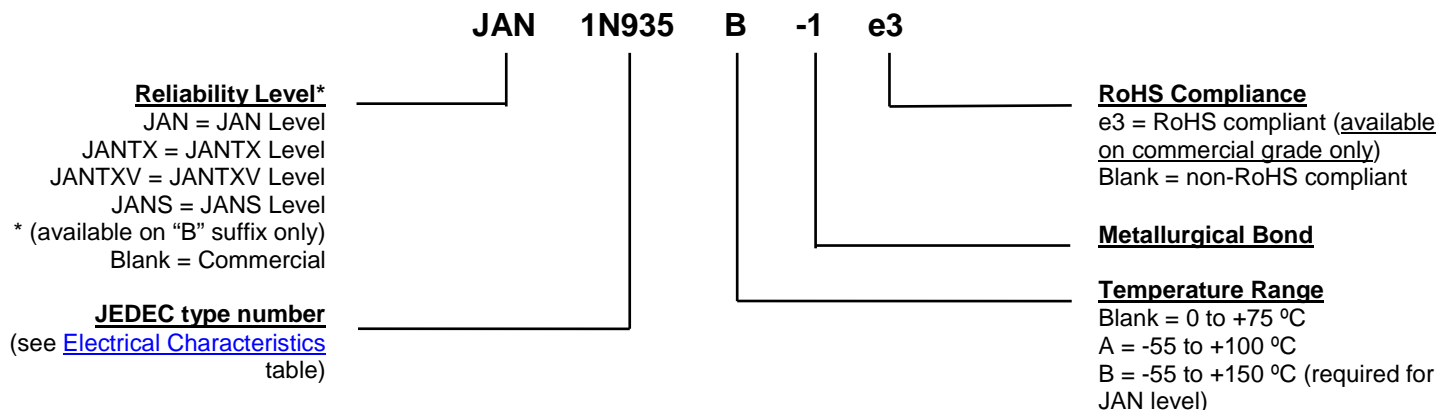 JAN 1N935 B -1 e3
Reliability Level*
JAN = JAN Level
JANTX = JANTX Level
JANTXV = JANTXV Level
JANS = JANS Level
* (available on “B” suffix only)
Blank = Commercial
JEDEC type number
(see Electrical Characteristics
table)
RoHS Compliance
e3 = RoHS compliant (available
on commercial grade only)
Blank = non-RoHS compliant
Metallurgical Bond
Temperature Range
Blank = 0 to +75 ºC
A = -55 to +100 ºC
B = -55 to +150 ºC (required for
JAN level)